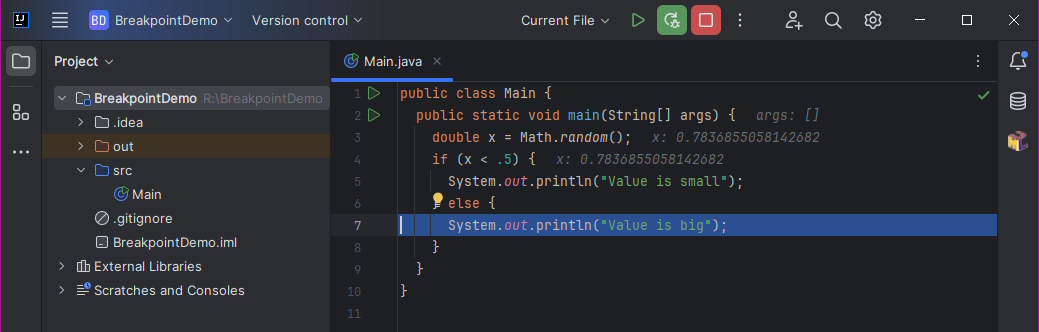 IJ BD BreakpointDemo Version control Current File
Project
BreakpointDemo R:\BreakpointDemo
.idea
out
src
Main
.gitignore
BreakpointDemo.iml
External Libraries
Scratches and Consoles
Main.java
1 public class Main {
2 public static void main(String[] args) { args: []
3 double x = Math.random(); x: 0.7836855058142682
4 if (x < .5) { x: 0.7836855058142682
5 System.out.println("Value is small");
6 else {
7 System.out.println("Value is big");
8 }
9 }
10 }
11